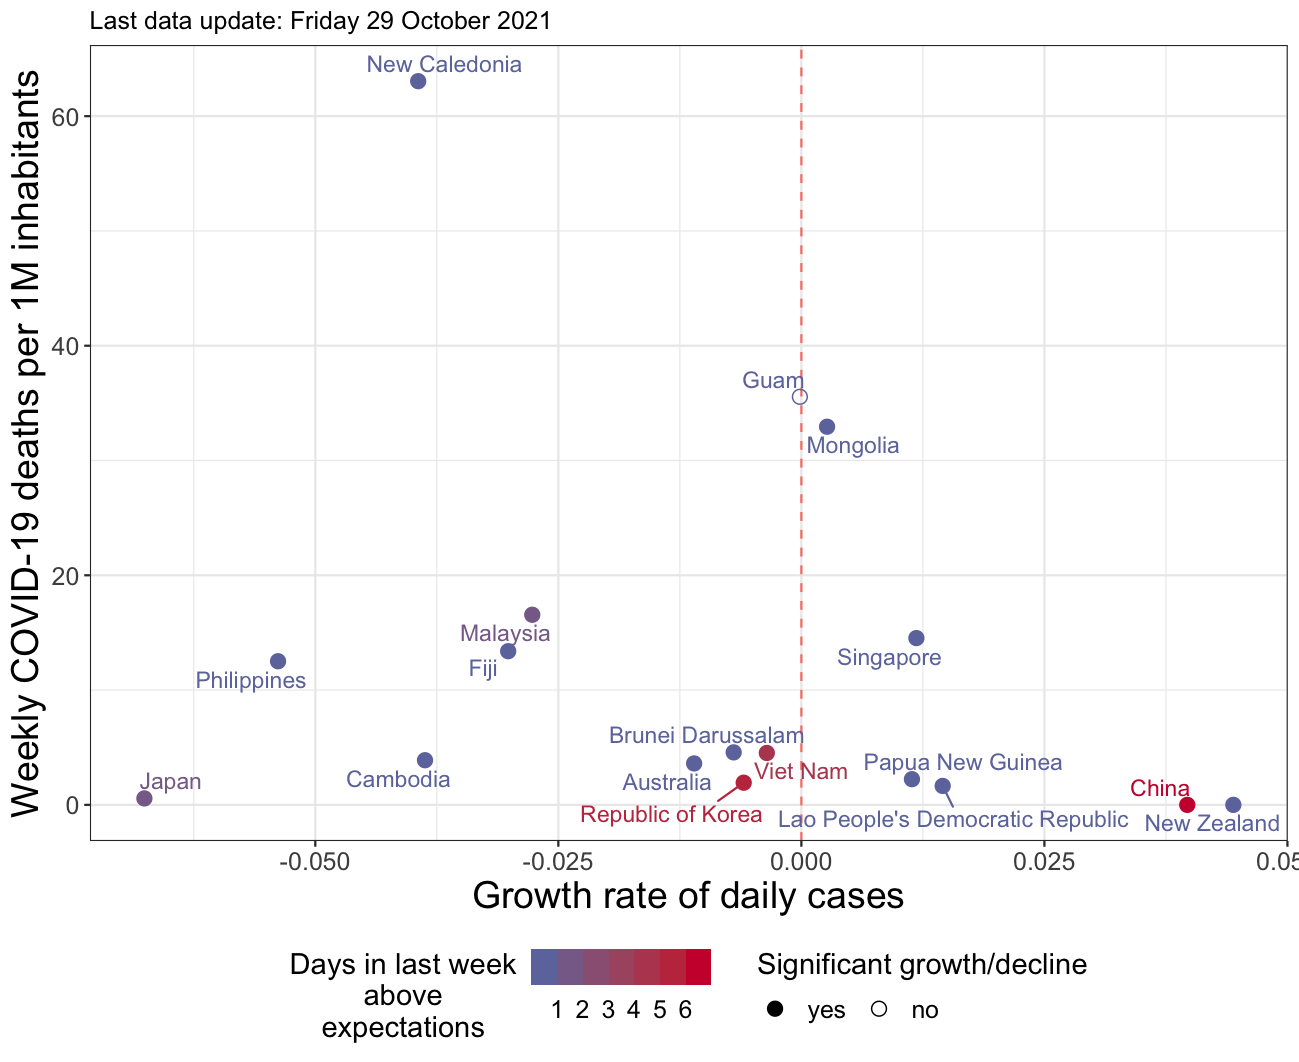 Last data update: Friday 29 October 2021
New Caledonia
60
Weekly COVID-19 deaths per 1M inhabitants
40
Guam
Mongolia
20
Malaysia
Singapore
Fiji
Philippines
Brunei Darussalam
Papua New Guinea
Viet Nam
Japan
Cambodia
Australia
China
0
Republic of Korea
Lao People's Democratic Republic
New Zealand
-0.050
-0.025
0.000
0.025
0.05
Growth rate of daily cases
Days in last week
above
expectations
1 2 3 4 5 6
Significant growth/decline
yes
no